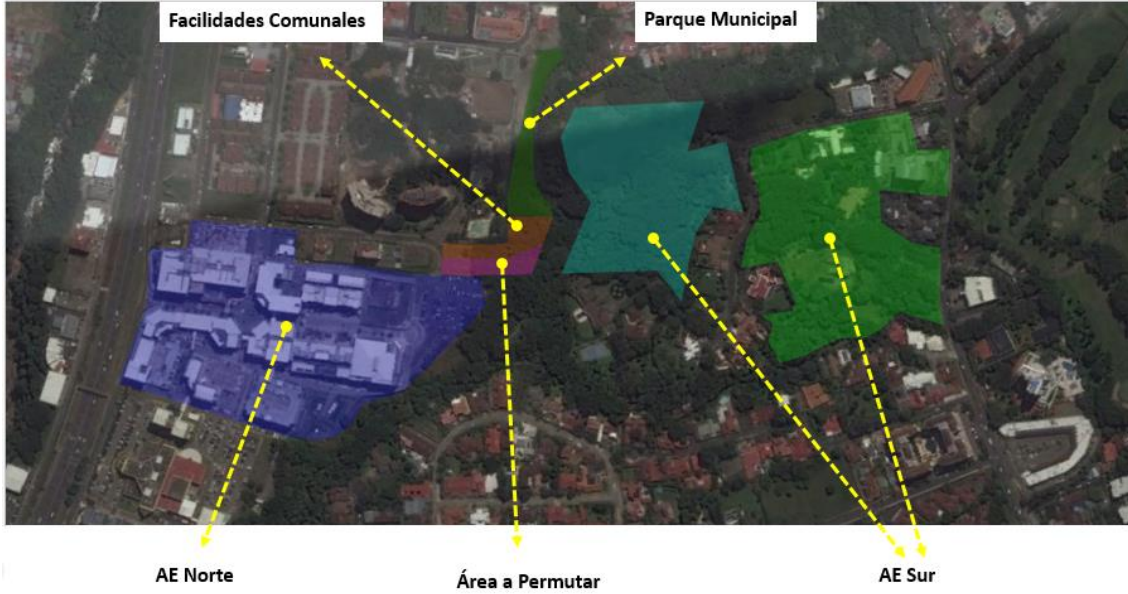 Facilidades Comunales
Parque Municipal
AE Norte
Área a Permutar
AE Sur